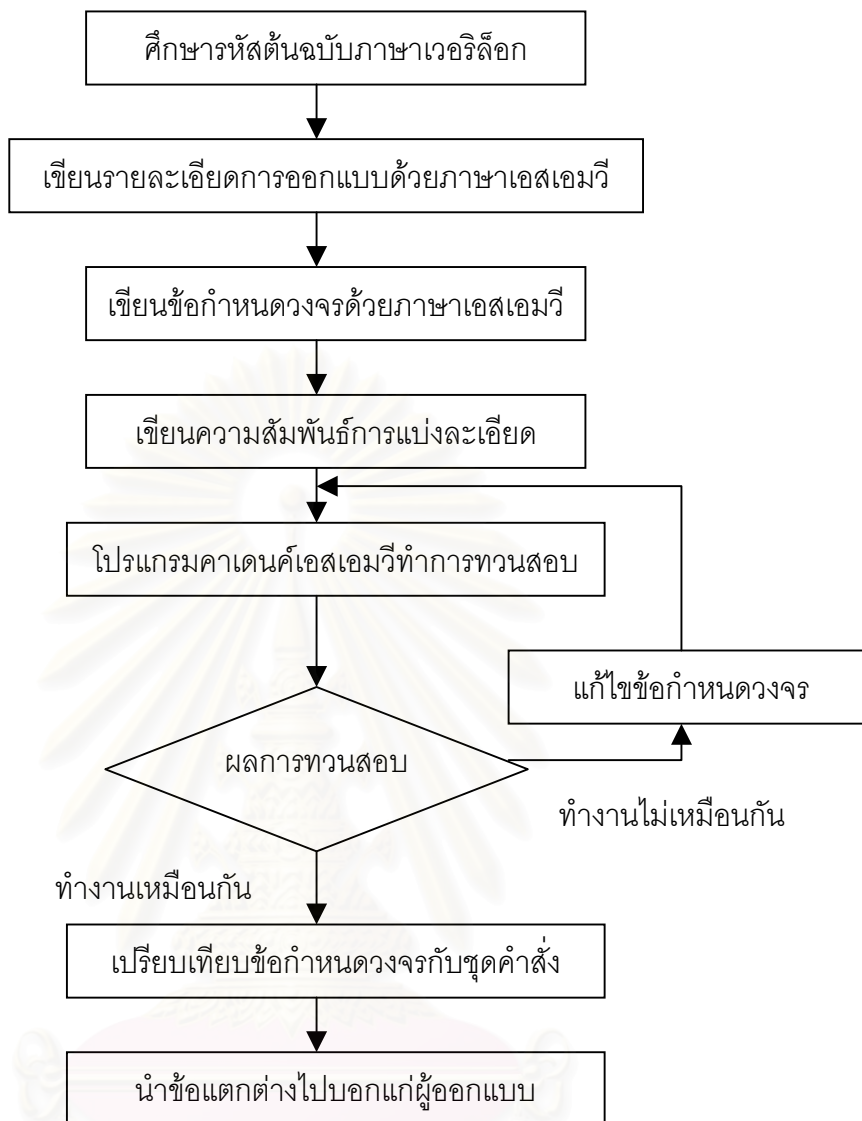 ศึกษารหัสต้นฉบับภาษาเวอริล็อก
เขียนรายละเอียดการออกแบบด้วยภาษาเอสเอมวี
เขียนข้อกำหนดวงจรด้วยภาษาเอสเอมวี
เขียนความสัมพันธ์การแบ่งละเอียด
โปรแกรมคาเดนค์เอสเอมวีทำการทวนสอบ
แก้ไขข้อกำหนดวงจร
ผลการทวนสอบ
ทำงานไม่เหมือนกัน
ทำงานเหมือนกัน
เปรียบเทียบข้อกำหนดวงจรกับชุดคำสั่ง
นำข้อแตกต่างไปบอกแก่ผู้ออกแบบ